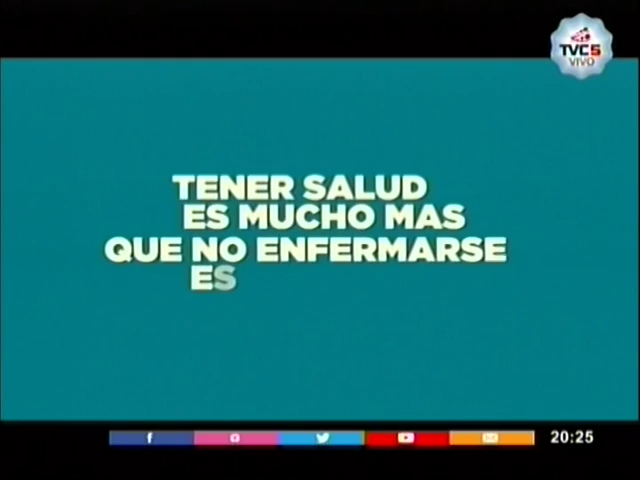 TVC5
VIVO
TENER SALUD
ES MUCHO MAS
QUE NO ENFERMARSE
ES
20:25